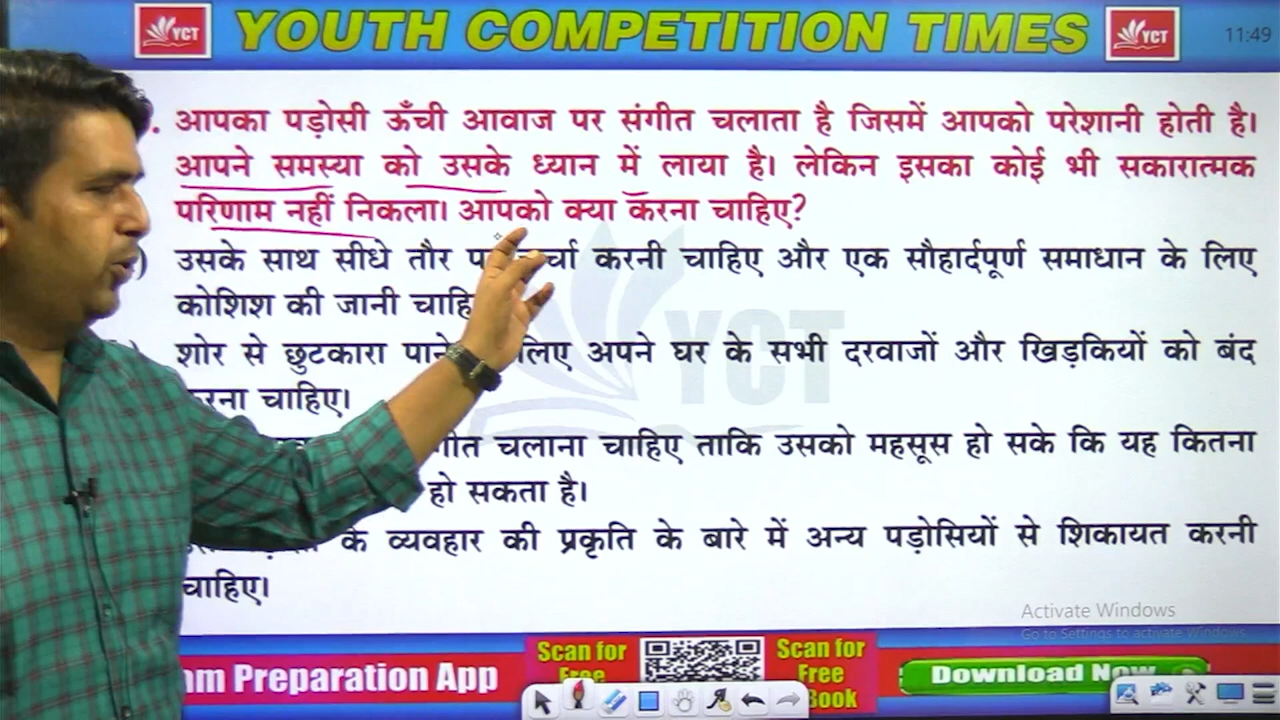 YCT
YOUTH COMPETITION TIMES
YCT
11:49
. आपका पड़ोसी ऊँची आवाज पर संगीत चलाता है जिसमें आपको परेशानी होती है।
आपने समस्या को उसके ध्यान में लाया है। लेकिन इसका कोई भी सकारात्मक
परिणाम नहीं निकला। आपको क्या करना चाहिए?
) उसके साथ सीधे तौर चर्चा करनी चाहिए और एक सौहार्दपूर्ण समाधान के लिए
कोशिश की जानी चाहि
शोर से छुटकारा पाने लिए अपने घर के सभी दरवाजों और खिड़कियों को बंद
चाहिए।
चलाना चाहिए ताकि उसको महसूस हो सके कि यह कितना
हो सकता है।
के व्यवहार की प्रकृति के बारे में अन्य पड़ोसियों से शिकायत करनी
चाहिए।
YCT
Activate Windows
Go to Settings to activate Windows.
am Preparation App
Scan for
Free
Scan for
Free
Book
Download Now